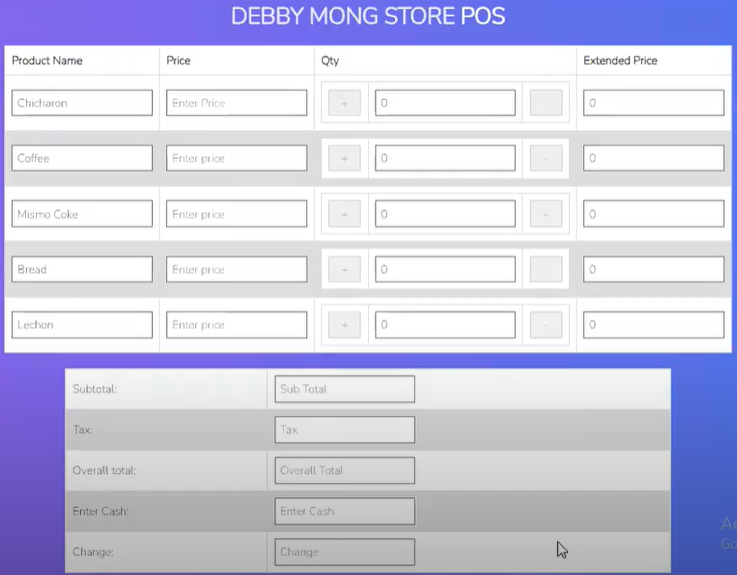 DEBBY MONG STORE POS
Product Name Price Qty Extended Price
Chicharon Enter Price + 0 - 0
Coffee Enter price + 0 - 0
Mismo Coke Enter price + 0 - 0
Bread Enter price + 0 - 0
Lechon Enter price + 0 - 0
Subtotal: Sub Total
Tax: Tax
Overall total: Overall Total
Enter Cash: Enter Cash
Change: Change